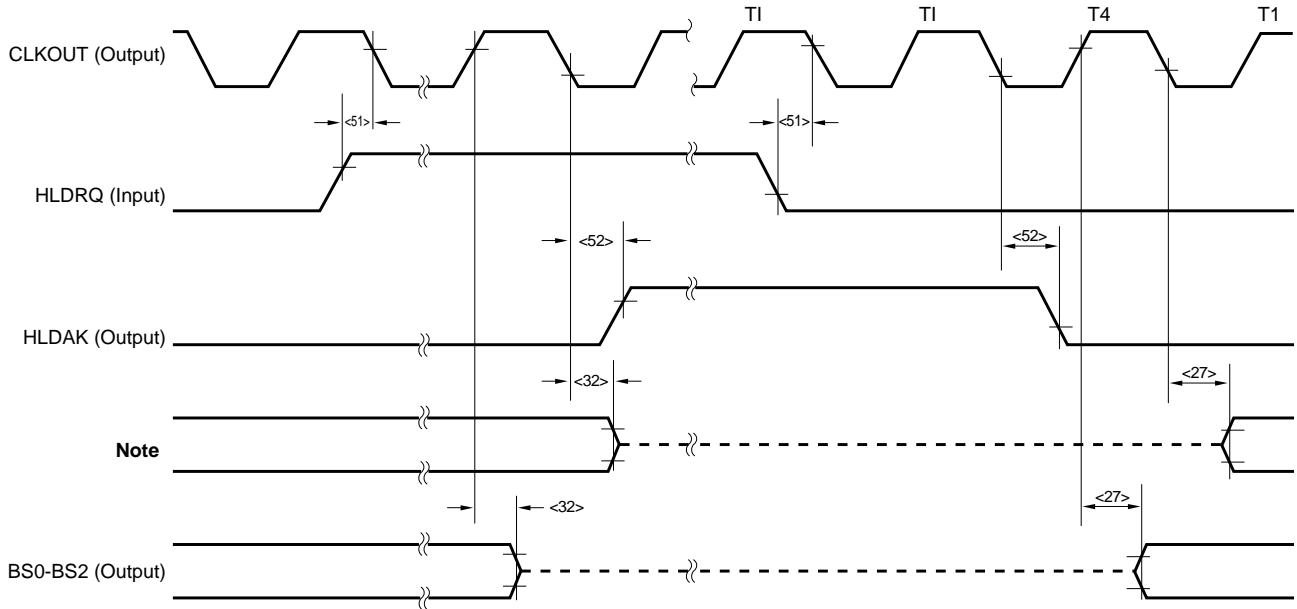 TI TI T4 T1
CLKOUT (Output)
<51> <51>
HLDRQ (Input)
<52> <52>
HLDAK (Output)
<32> <27>
Note
<32> <27>
BS0-BS2 (Output)